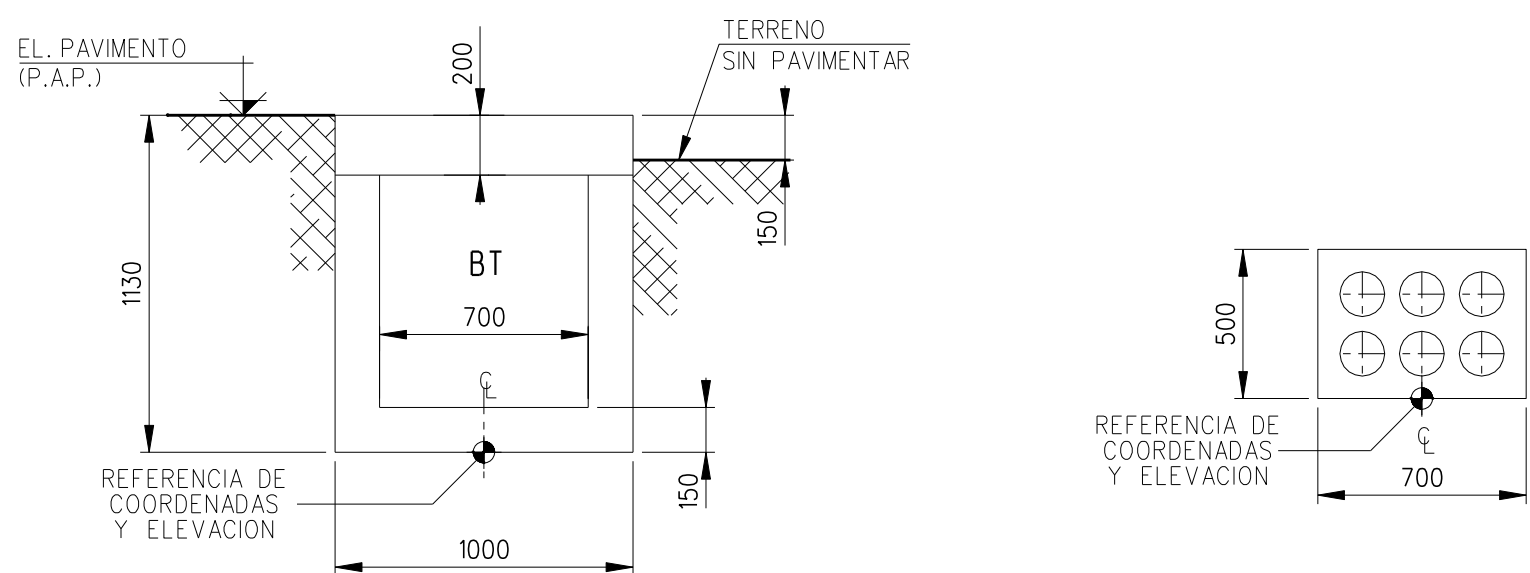 EL. PAVIMENTO
(P.A.P.)
200
TERRENO
SIN PAVIMENTAR
150
1130
BT
700
℄
150
REFERENCIA DE
COORDENADAS
Y ELEVACION
1000
500
REFERENCIA DE
COORDENADAS
Y ELEVACION
℄
700